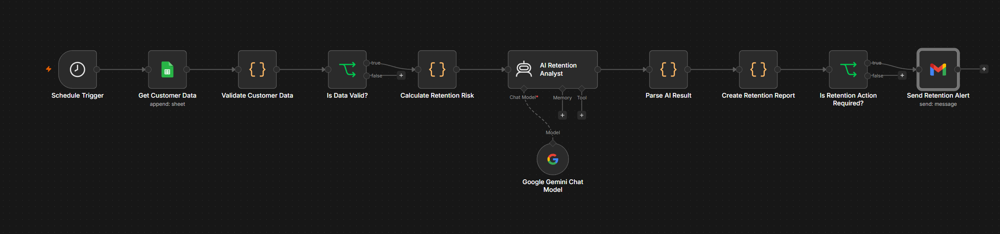 Schedule Trigger
Get Customer Data
append: sheet
Validate Customer Data
Is Data Valid?
true
false
Calculate Retention Risk
AI Retention
Analyst
Chat Model*
Memory
Tool
Model
Google Gemini Chat
Model
Parse AI Result
Create Retention Report
Is Retention Action
Required?
true
false
Send Retention Alert
send: message